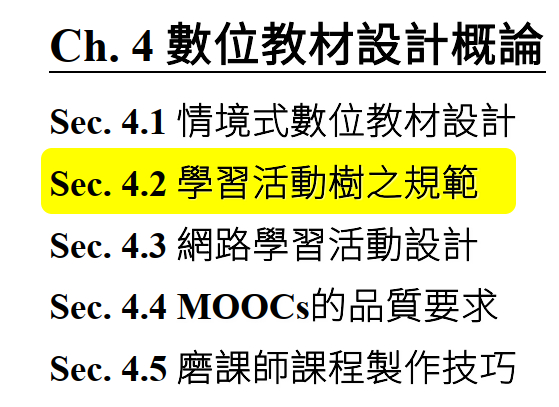 Ch. 4 數位教材設計概論
Sec. 4.1 情境式數位教材設計
Sec. 4.2 學習活動樹之規範
Sec. 4.3 網路學習活動設計
Sec. 4.4 MOOCs的品質要求
Sec. 4.5 磨課師課程製作技巧